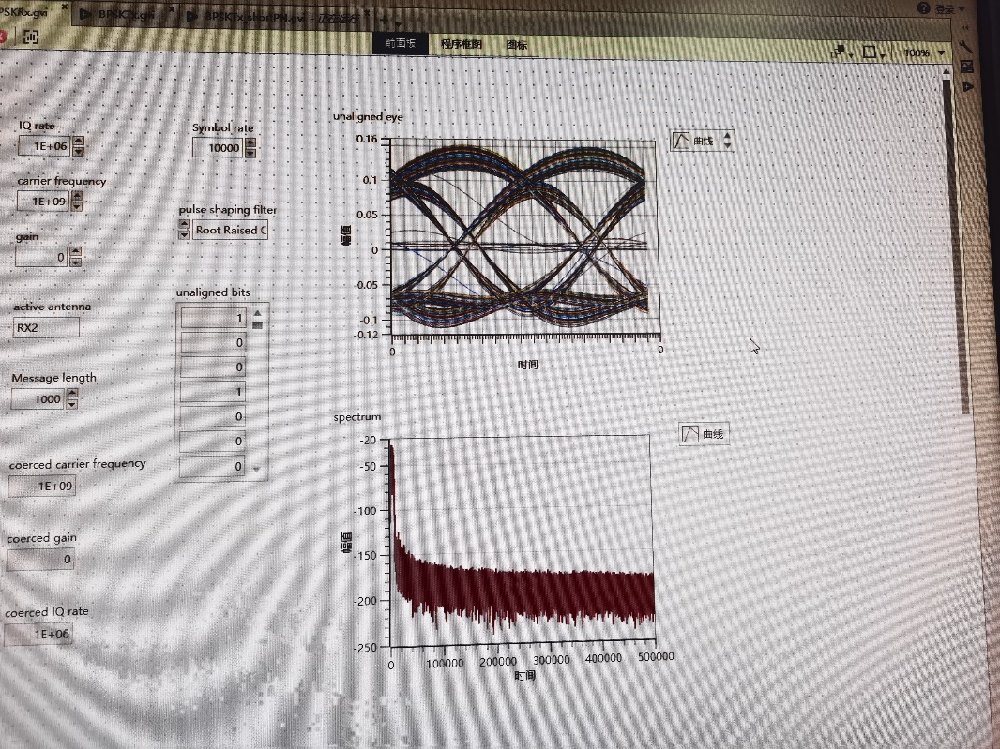 PSKRx.gvi
BPSKTx.gvi
登录
前面板
程序框图
图标
100%
IQ rate
1E+06
carrier frequency
1E+09
gain
0
active antenna
RX2
Message length
1000
coerced carrier frequency
1E+09
coerced gain
0
coerced IQ rate
1E+06
Symbol rate
10000
pulse shaping filter
Root Raised C
unaligned bits
1
0
0
1
0
0
0
unaligned eye
曲线
幅值
0.16
0.1
0.05
0
-0.05
-0.1
-0.12
0
0
时间
spectrum
曲线
幅值
-20
-50
-100
-150
-200
-250
0
100000
200000
300000
400000
500000
时间